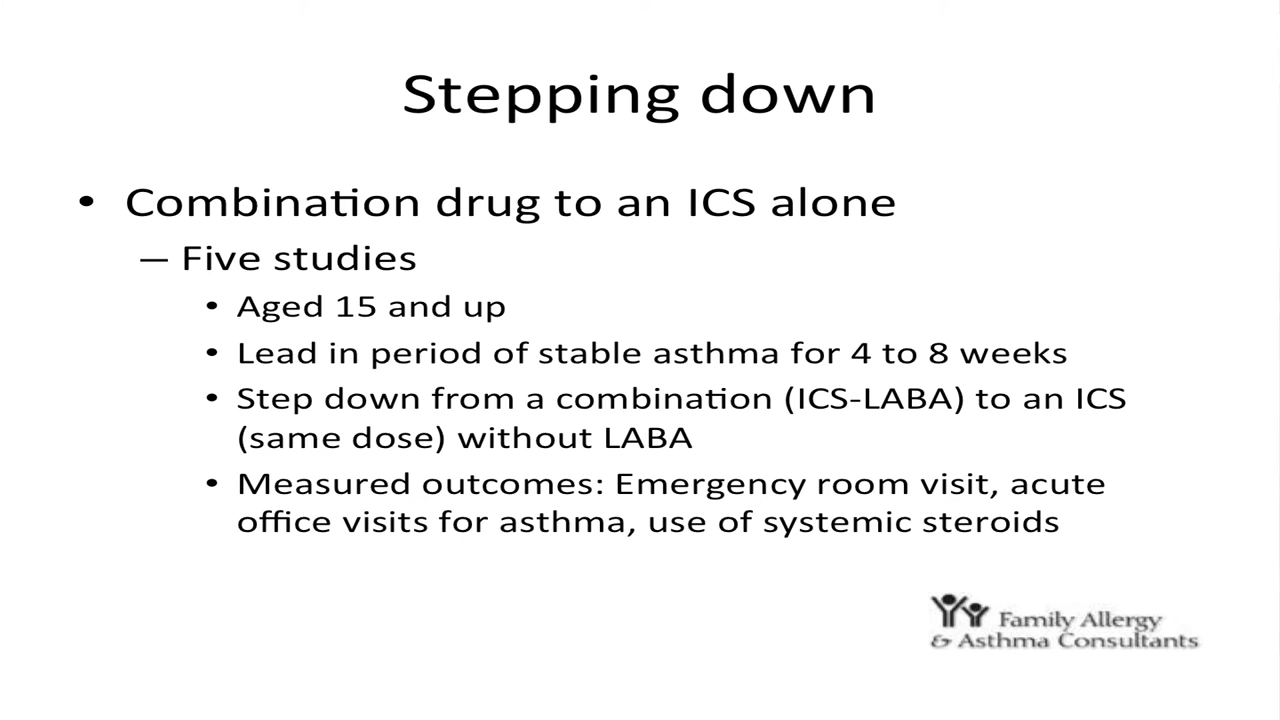 Stepping down
• Combination drug to an ICS alone
– Five studies
• Aged 15 and up
• Lead in period of stable asthma for 4 to 8 weeks
• Step down from a combination (ICS-LABA) to an ICS
(same dose) without LABA
• Measured outcomes: Emergency room visit, acute
office visits for asthma, use of systemic steroids
Family Allergy
& Asthma Consultants